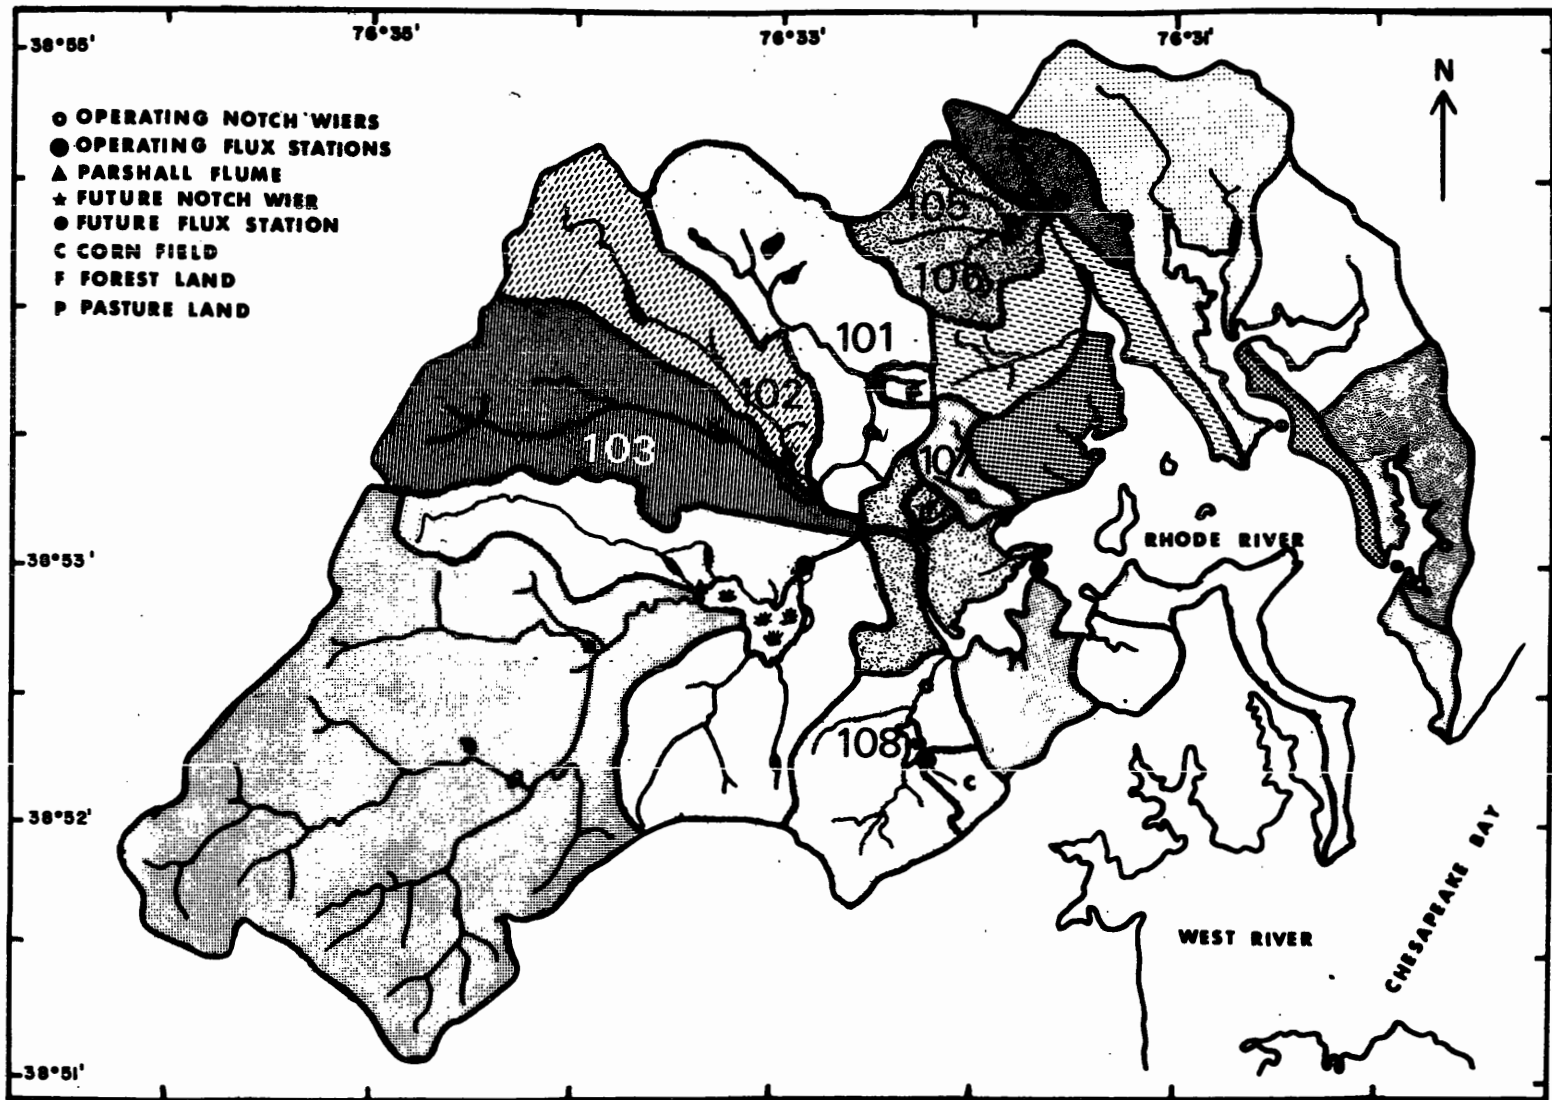 38°55'
76°35'
76°33'
76°31'
N
OPERATING NOTCH WIERS
OPERATING FLUX STATIONS
PARSHALL FLUME
FUTURE NOTCH WIER
FUTURE FLUX STATION
C CORN FIELD
F FOREST LAND
P PASTURE LAND
105
106
101
F
102
103
107
RHODE RIVER
38°53'
108
C
38°52'
CHESAPEAKE BAY
WEST RIVER
38°51'